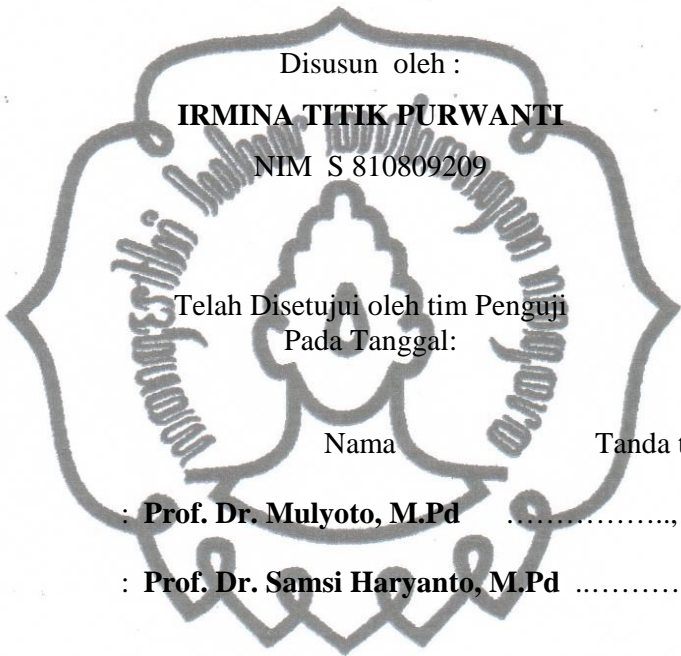 Disusun oleh :
IRMINA TITIK PURWANTI
NIM S 810809209
Telah Disetujui oleh tim Penguji
Pada Tanggal:
Nama Tanda t
: Prof. Dr. Mulyoto, M.Pd ……………..,
: Prof. Dr. Samsi Haryanto, M.Pd ..………